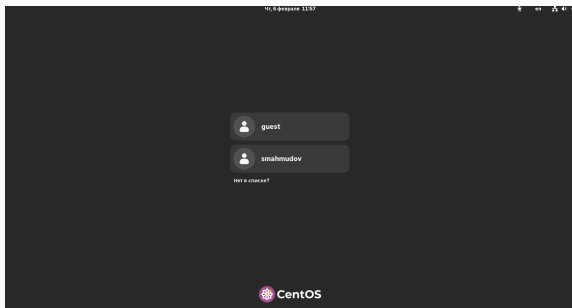 Чт, 6 февраля 11:57
en
guest
smahmudov
Нет в списке?
CentOS